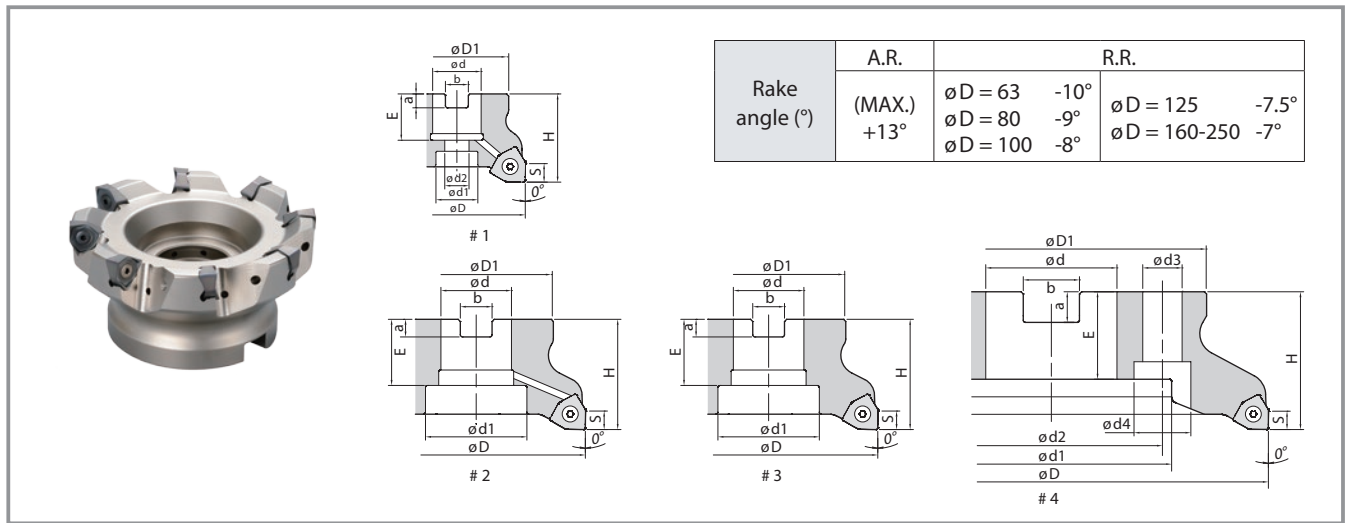 øD1
ød
b
a
E
H
S
ød2
ød1
øD
0°
# 1
Rake
angle (°)
A.R.
R.R.
(MAX.)
+13°
øD = 63 -10°
øD = 80 -9°
øD = 100 -8°
øD = 125 -7.5°
øD = 160-250 -7°
øD1
ød
b
a
E
H
S
ød1
øD
0°
# 2
øD1
ød
b
a
E
H
S
ød1
øD
0°
# 3
øD1
ød
ød3
b
a
E
H
S
ød4
ød2
ød1
øD
0°
# 4